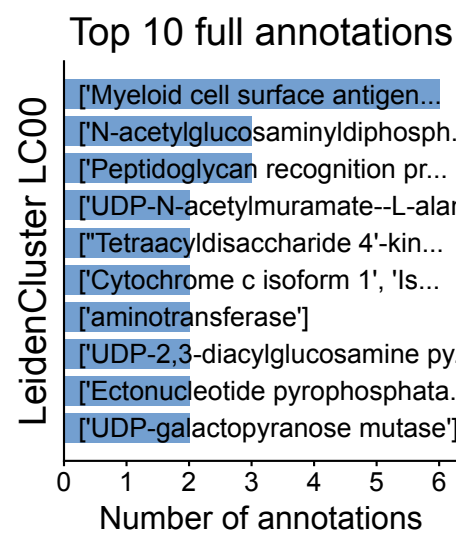 Top 10 full annotations
LeidenCluster LC00
['Myeloid cell surface antigen...
['N-acetylglucosaminyldiphosph.
['Peptidoglycan recognition pr...
['UDP-N-acetylmuramate--L-alar
["Tetraacyldisaccharide 4'-kin...
['Cytochrome c isoform 1', 'Is...
['aminotransferase']
['UDP-2,3-diacylglucosamine py.
['Ectonucleotide pyrophosphata.
['UDP-galactopyranose mutase']
0 1 2 3 4 5 6
Number of annotations